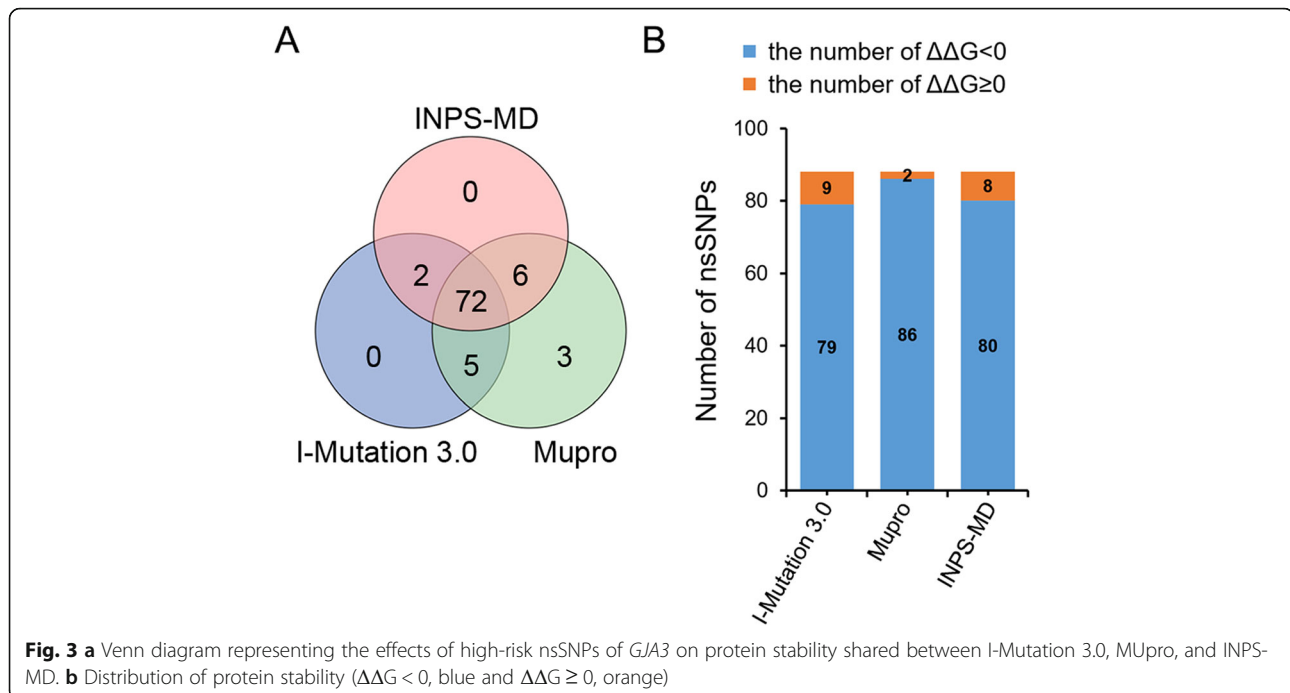 A
INPS-MD
0
2
6
72
0
5
3
I-Mutation 3.0
Mupro
B
the number of ΔΔG<0
the number of ΔΔG≥0
Number of nsSNPs
100
80
60
40
20
0
9
2
8
79
86
80
I-Mutation 3.0
Mupro
INPS-MD
Fig. 3 a Venn diagram representing the effects of high-risk nsSNPs of GJA3 on protein stability shared between I-Mutation 3.0, MUpro, and INPS-
MD. b Distribution of protein stability (ΔΔG < 0, blue and ΔΔG ≥ 0, orange)